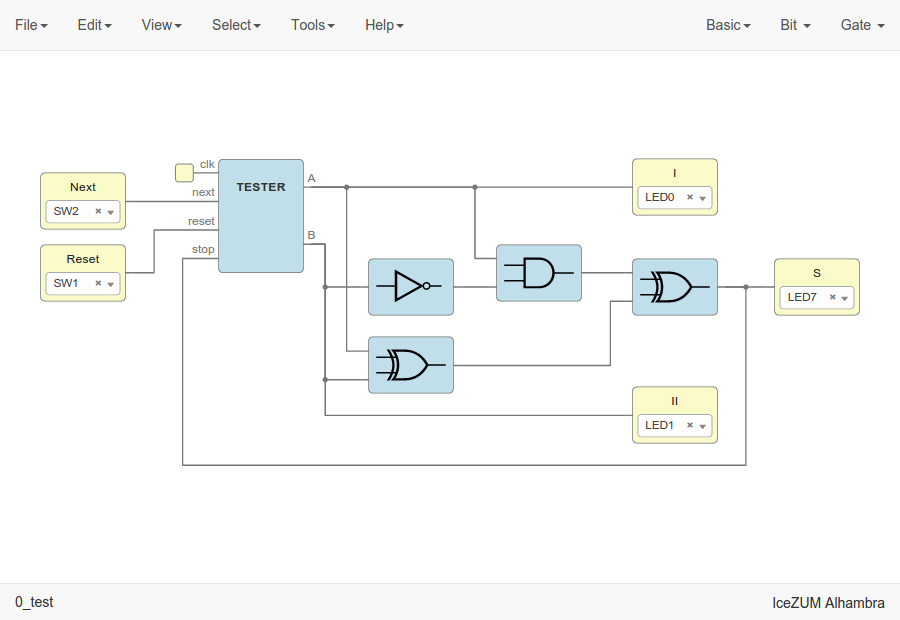 File Edit View Select Tools Help Basic Bit Gate
clk
next
reset
stop
TESTER
A
B
Next
SW2 ×
Reset
SW1 ×
I
LED0 ×
S
LED7 ×
II
LED1 ×
0_test IceZUM Alhambra